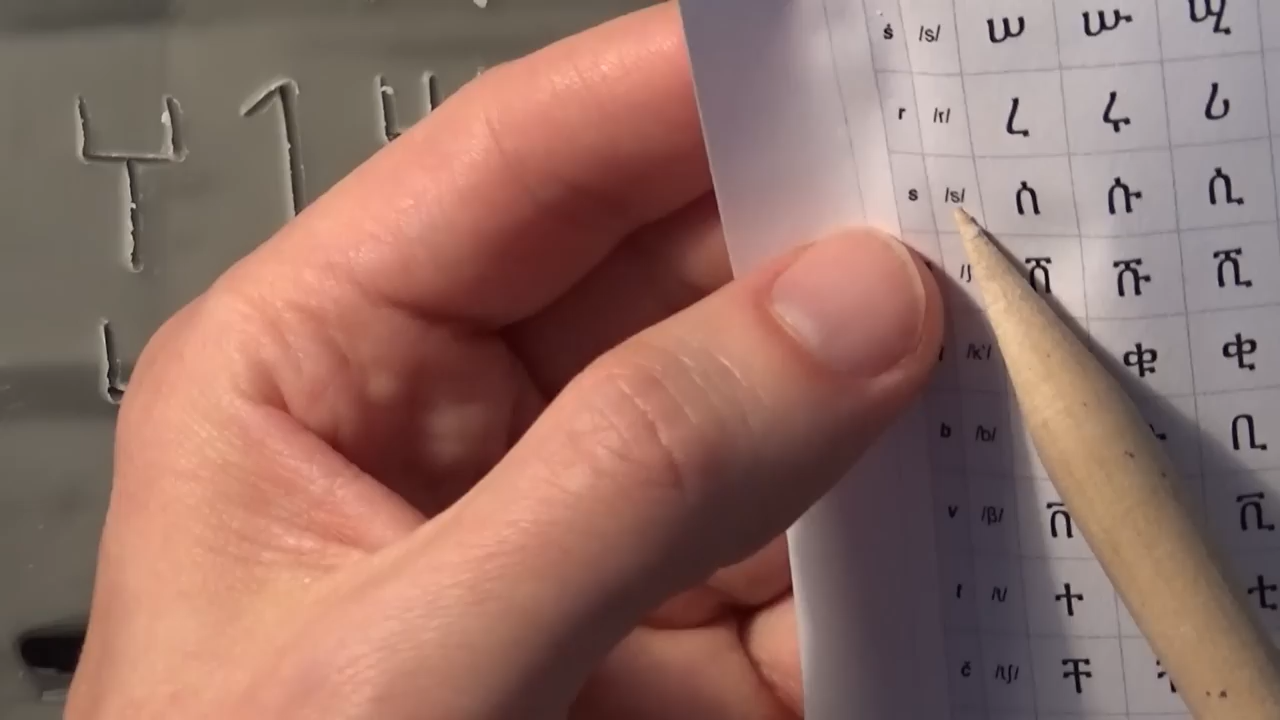 ś /s/ ሠ ሡ ሢ
r /r/ ረ ሩ ሪ
s /s/ ሰ ሱ ሲ
/ʃ ሸ ሹ ሺ
/k'/ ቁ ቂ
b /b/ ቢ
v /β/ ቨ ቪ
t /t/ ተ ቲ
č /tʃ/ ቸ